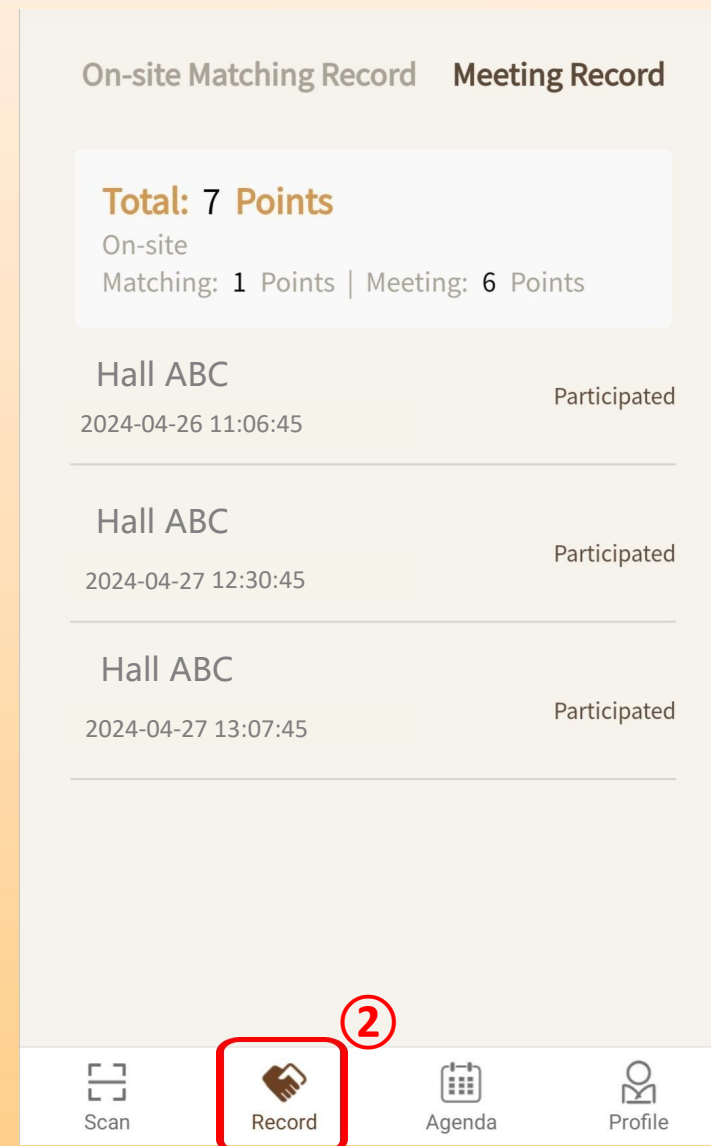 On-site Matching Record Meeting Record
Total: 7 Points
On-site
Matching: 1 Points | Meeting: 6 Points
Hall ABC
Participated
2024-04-26 11:06:45
Hall ABC
Participated
2024-04-27 12:30:45
Hall ABC
Participated
2024-04-27 13:07:45
②
Scan Record Agenda Profile